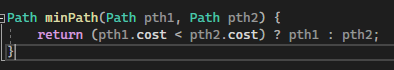 Path minPath(Path pth1, Path pth2) {
    return (pth1.cost < pth2.cost) ? pth1 : pth2;
}